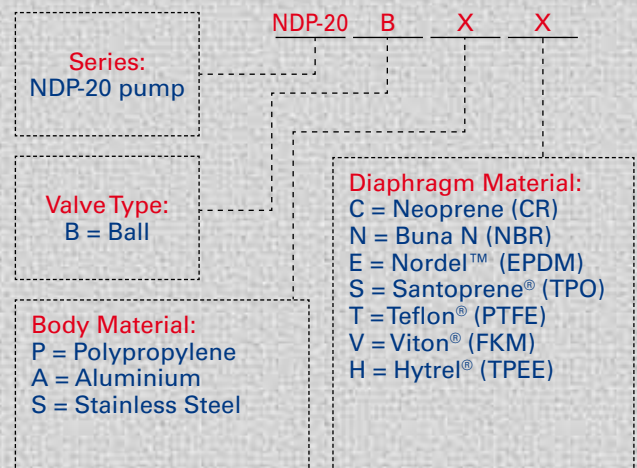 NDP-20 B X X
Series:
NDP-20 pump
Valve Type:
B = Ball
Body Material:
P = Polypropylene
A = Aluminium
S = Stainless Steel
Diaphragm Material:
C = Neoprene (CR)
N = Buna N (NBR)
E = Nordel™ (EPDM)
S = Santoprene® (TPO)
T = Teflon® (PTFE)
V = Viton® (FKM)
H = Hytrel® (TPEE)